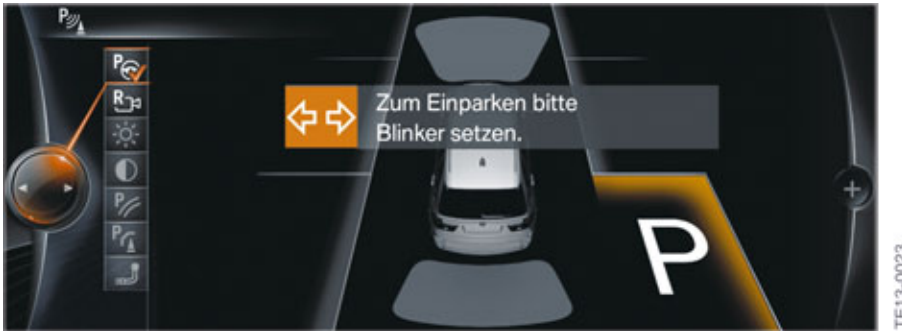 P
P
R
Zum Einparken bitte
Blinker setzen.
P
P
P
TE13-0023